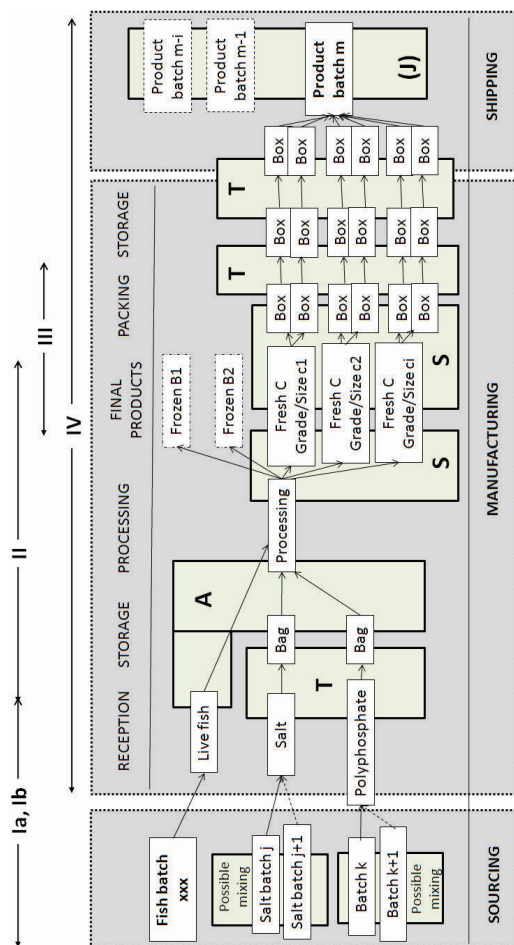 Ia, Ib
II
III
IV
RECEPTION
STORAGE
PROCESSING
FINAL
PRODUCTS
PACKING
STORAGE
Fish batch
xxx
Possible
mixing
Salt batch j
Salt batch j+1
Batch k
Batch k+1
Possible
mixing
Live fish
Salt
Polyphosphate
T
Bag
Bag
A
Processing
S
Frozen B1
Frozen B2
Fresh C
Grade/Size c1
Fresh C
Grade/Size c2
Fresh C
Grade/Size ci
S
Box
Box
Box
Box
Box
Box
T
Box
Box
Box
Box
Box
Box
T
Box
Box
Box
Box
Box
Box
Product
batch m-i
Product
batch m-1
Product
batch m
(J)
SOURCING
MANUFACTURING
SHIPPING